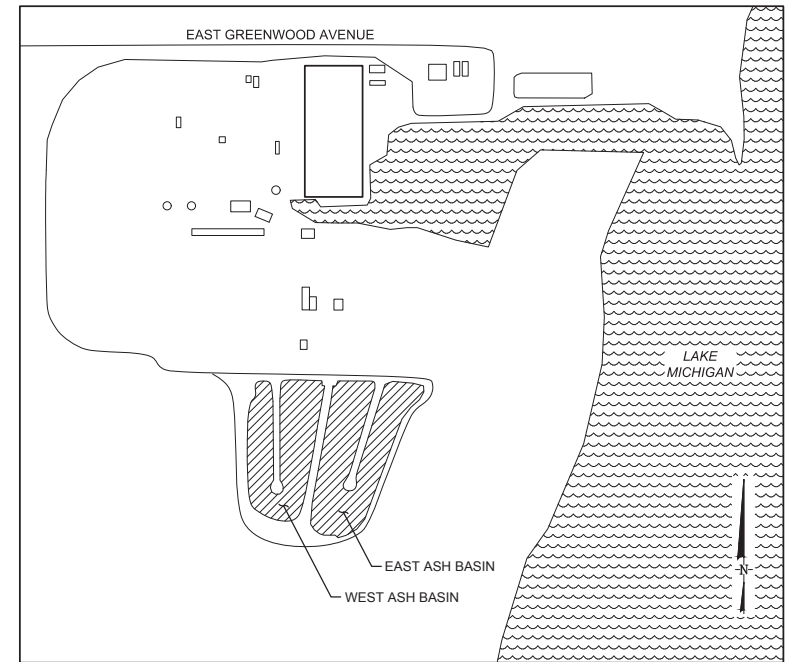 EAST GREENWOOD AVENUE
LAKE
MICHIGAN
N
EAST ASH BASIN
WEST ASH BASIN